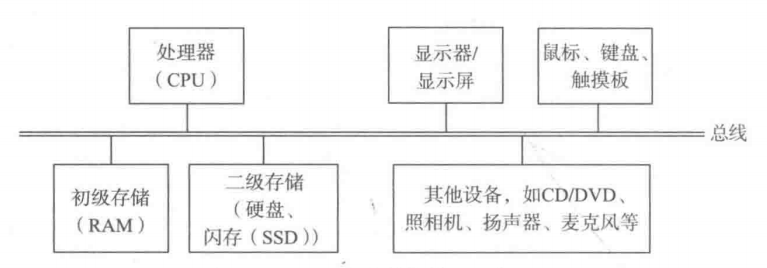 处理器
（CPU）
显示器/
显示屏
鼠标、键盘、
触摸板
总线
初级存储
（RAM）
二级存储
（硬盘、
闪存（SSD））
其他设备，如CD/DVD、
照相机、扬声器、麦克风等